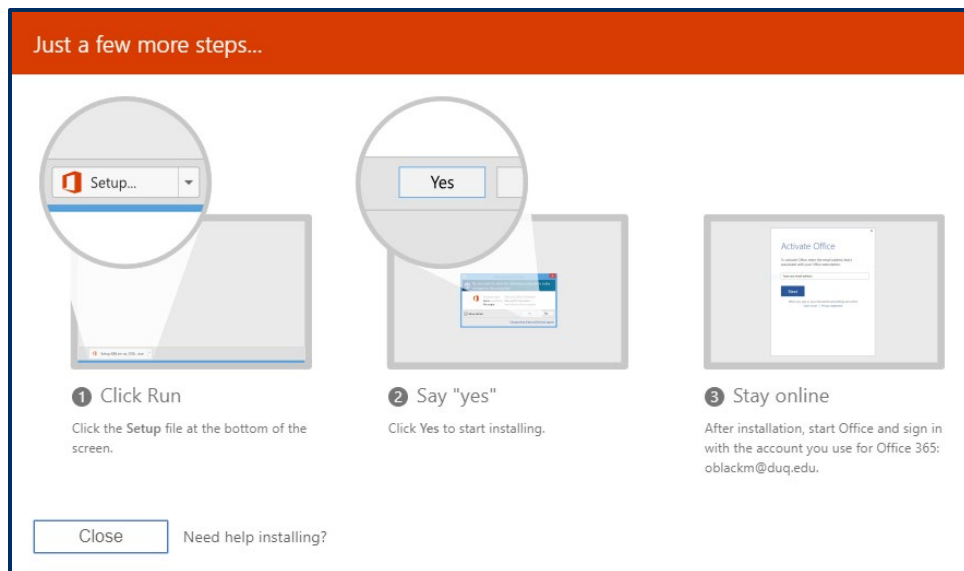 Just a few more steps...
Setup...
Yes
Activate Office
Next
1 Click Run
Click the Setup file at the bottom of the
screen.
2 Say "yes"
Click Yes to start installing.
3 Stay online
After installation, start Office and sign in
with the account you use for Office 365:
oblackm@duq.edu.
Close
Need help installing?